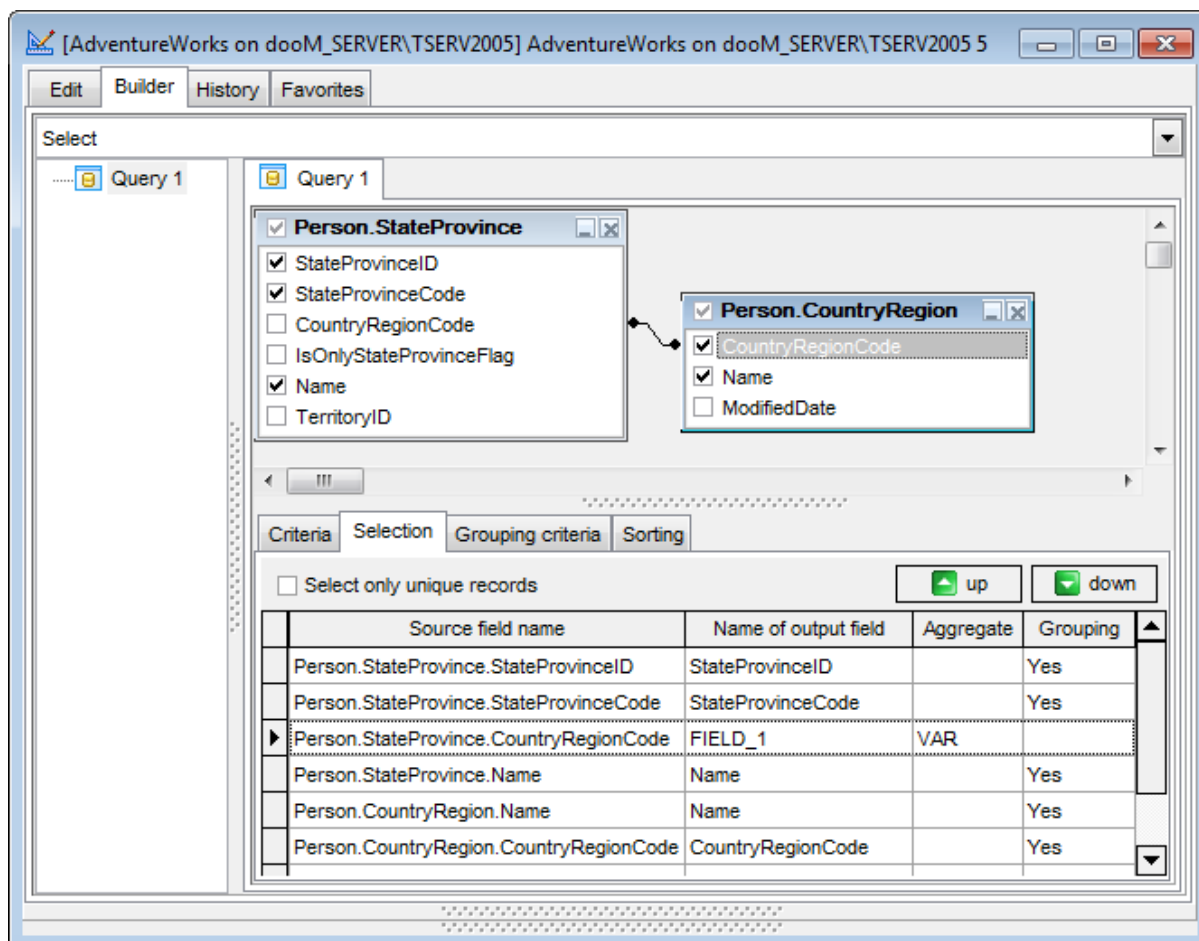 [AdventureWorks on dooM_SERVER\TSERV2005] AdventureWorks on dooM_SERVER\TSERV2005 5
Edit Builder History Favorites
Select
Query 1
Query 1
Person.StateProvince
StateProvinceID
StateProvinceCode
CountryRegionCode
IsOnlyStateProvinceFlag
Name
TerritoryID
Person.CountryRegion
CountryRegionCode
Name
ModifiedDate
Criteria Selection Grouping criteria Sorting
Select only unique records up down
Source field name Name of output field Aggregate Grouping
Person.StateProvince.StateProvinceID StateProvinceID Yes
Person.StateProvince.StateProvinceCode StateProvinceCode Yes
Person.StateProvince.CountryRegionCode FIELD_1 VAR
Person.StateProvince.Name Name Yes
Person.CountryRegion.Name Name Yes
Person.CountryRegion.CountryRegionCode CountryRegionCode Yes